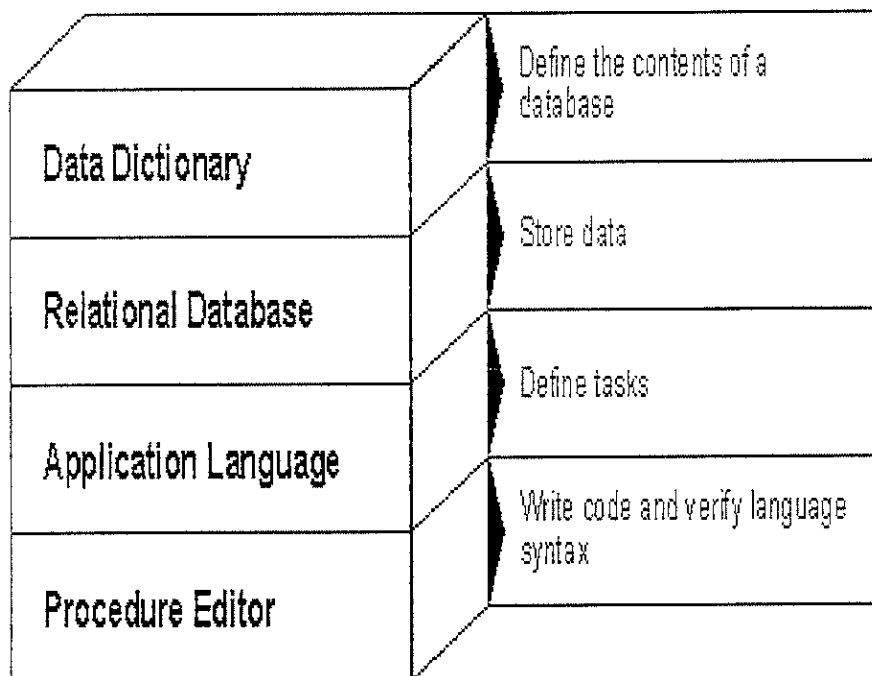 Data Dictionary
Define the contents of a
database
Relational Database
Store data
Application Language
Define tasks
Procedure Editor
Write code and verify language
syntax